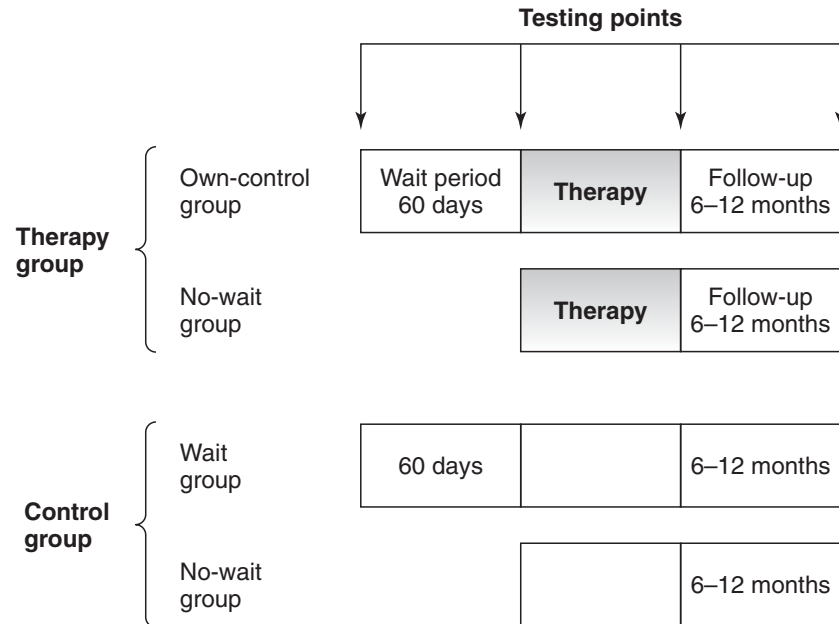 Testing points
Own-control
group
Wait period
60 days
Therapy
Follow-up
6–12 months
Therapy
group
No-wait
group
Therapy
Follow-up
6–12 months
Wait
group
60 days
6–12 months
Control
group
No-wait
group
6–12 months